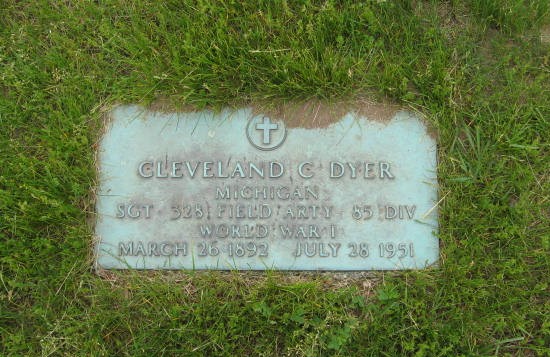 CLEVELAND C DYER
MICHIGAN
SGT 328 FIELD ARTY 85 DIV
WORLD WAR I
MARCH 26 1892 JULY 28 1951